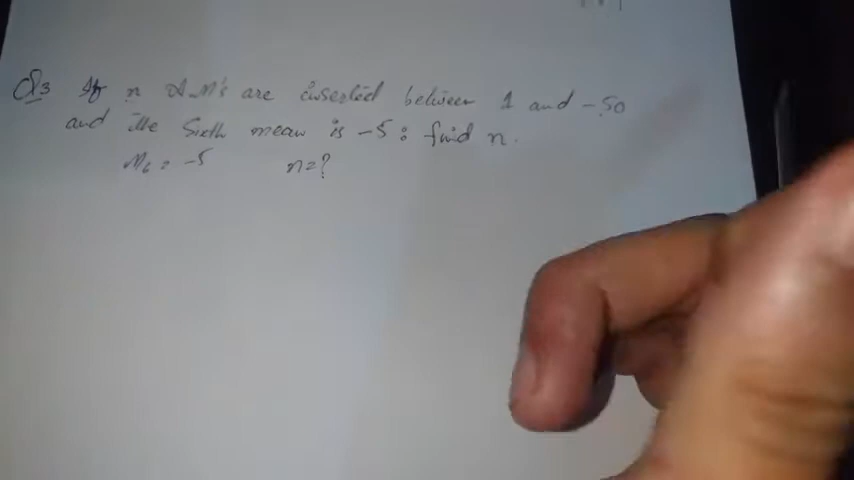 Q3 If n A.M's are inserted between 1 and -50
and the Sixth mean is -5: find n.
M6 = -5 n=?